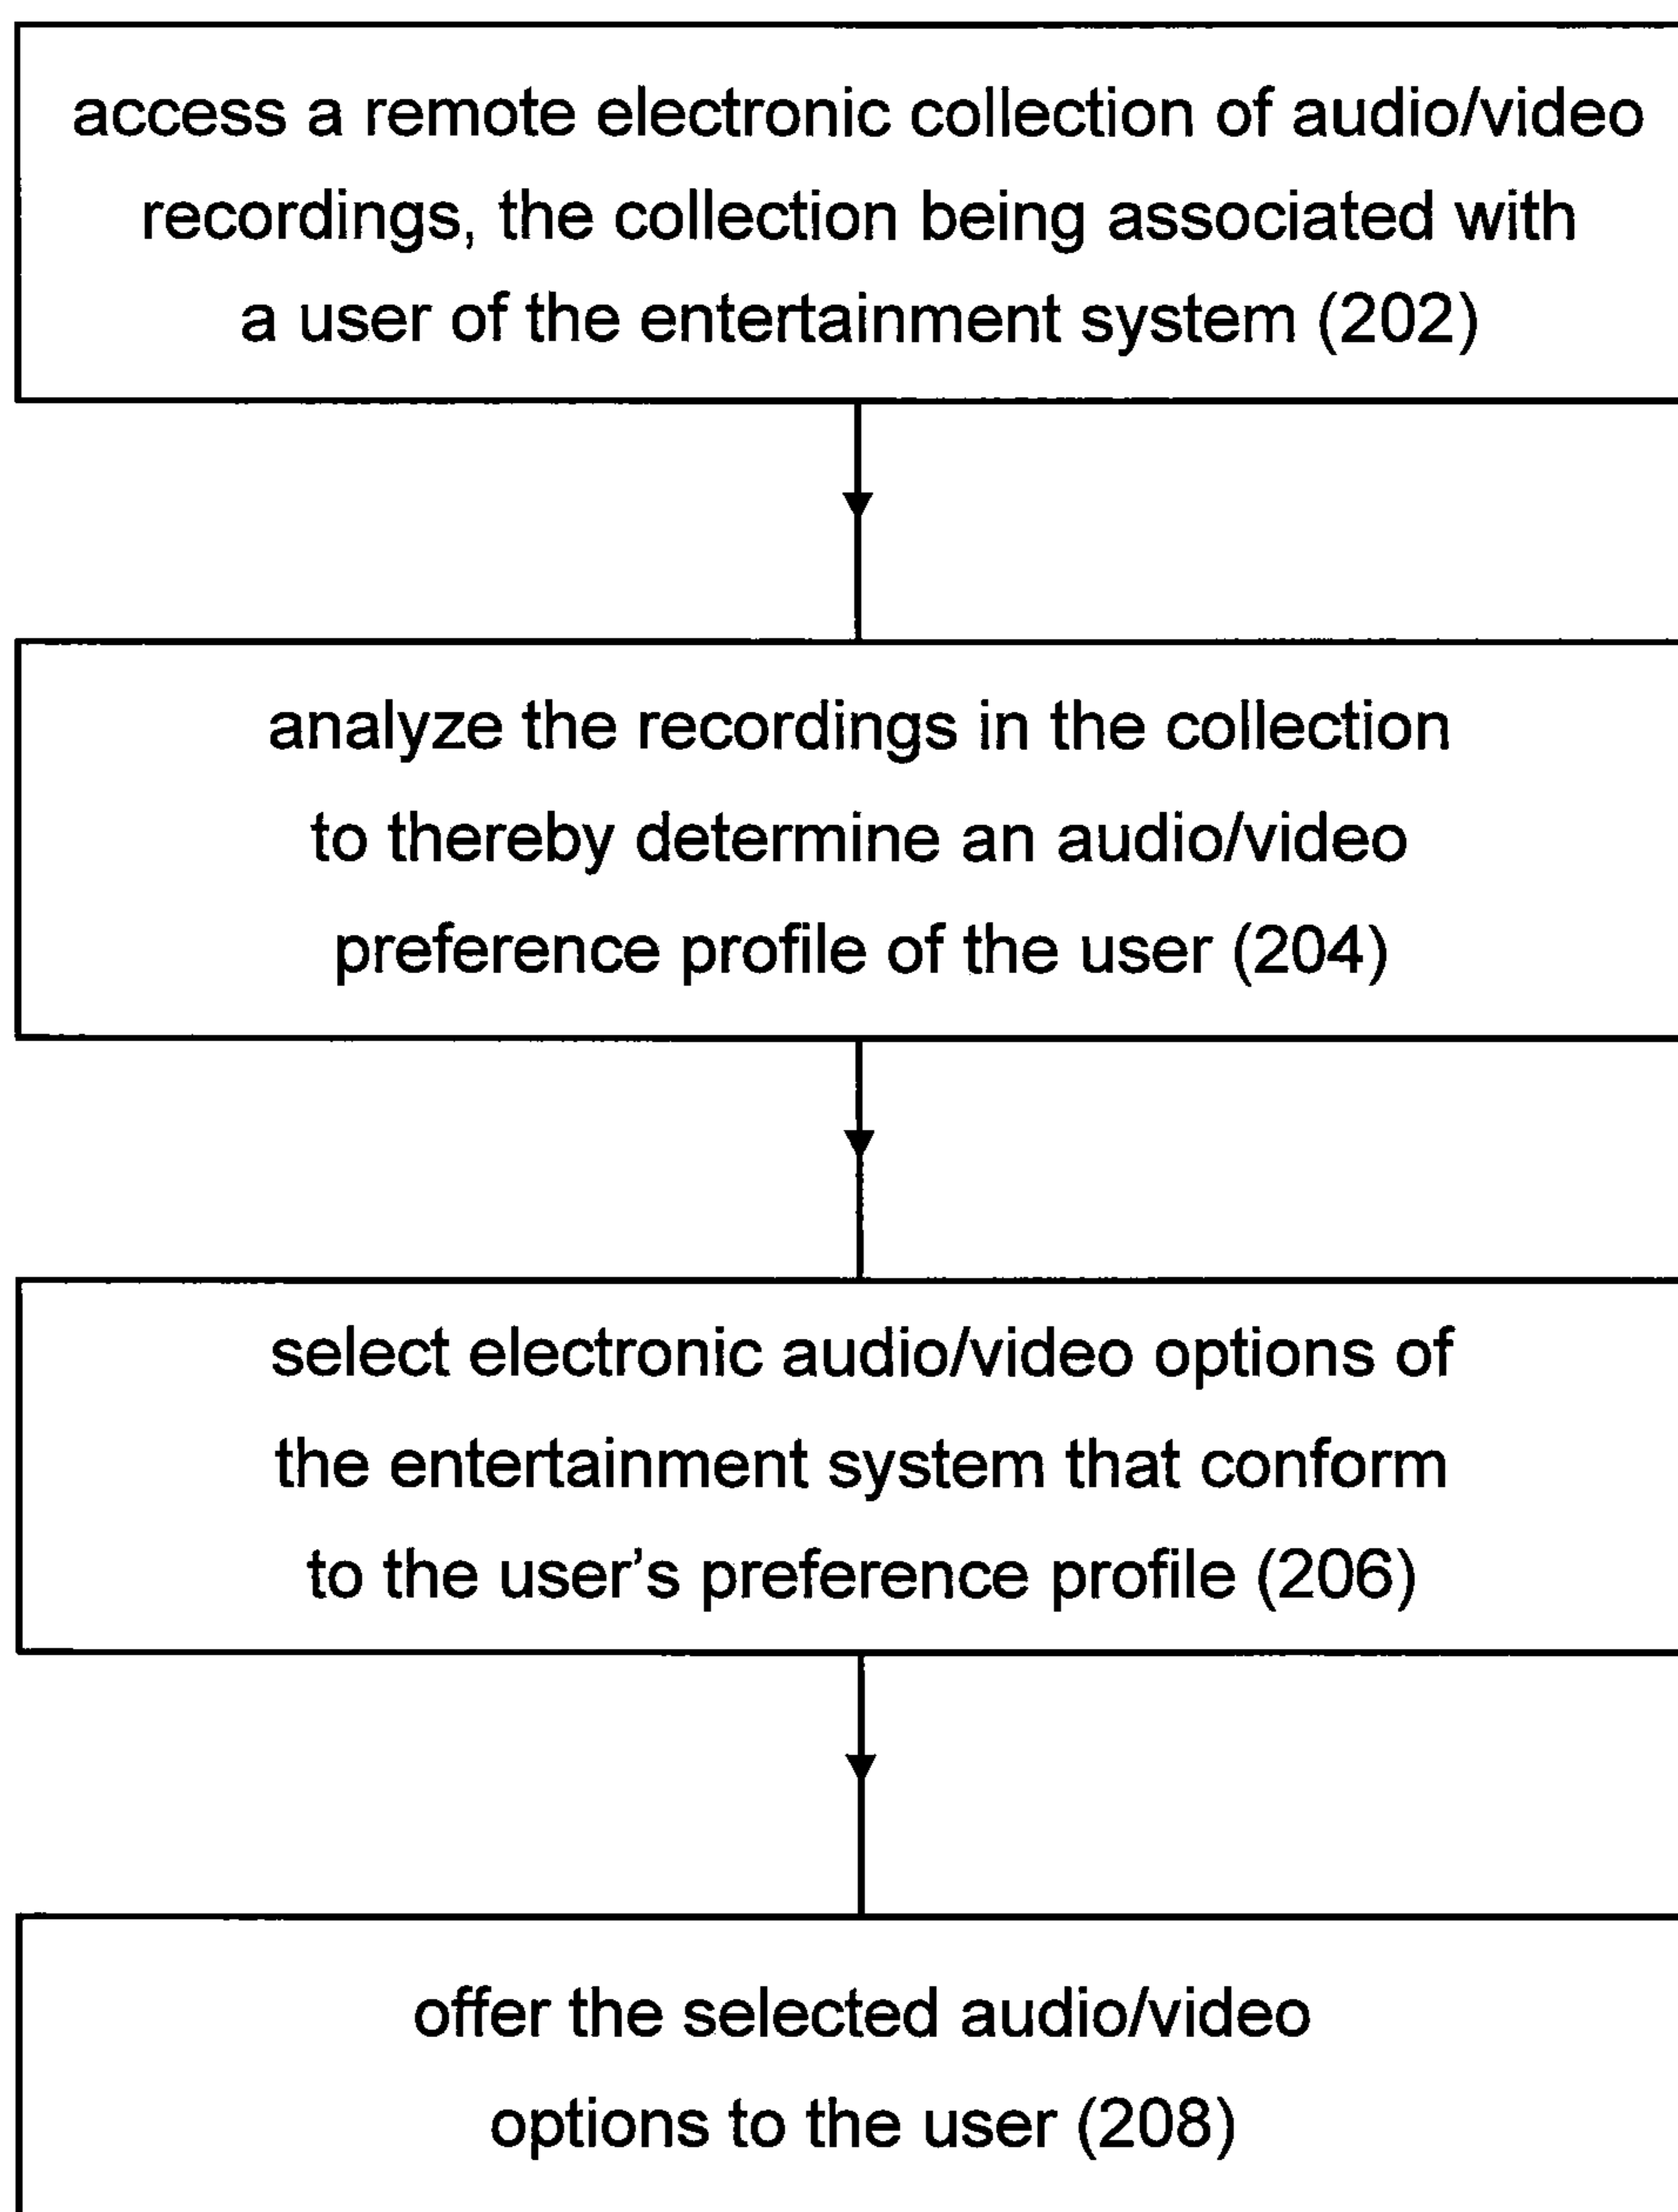 access a remote electronic collection of audio/video
recordings, the collection being associated with
a user of the entertainment system (202)
analyze the recordings in the collection
to thereby determine an audio/video
preference profile of the user (204)
select electronic audio/video options of
the entertainment system that conform
to the user’s preference profile (206)
offer the selected audio/video
options to the user (208)